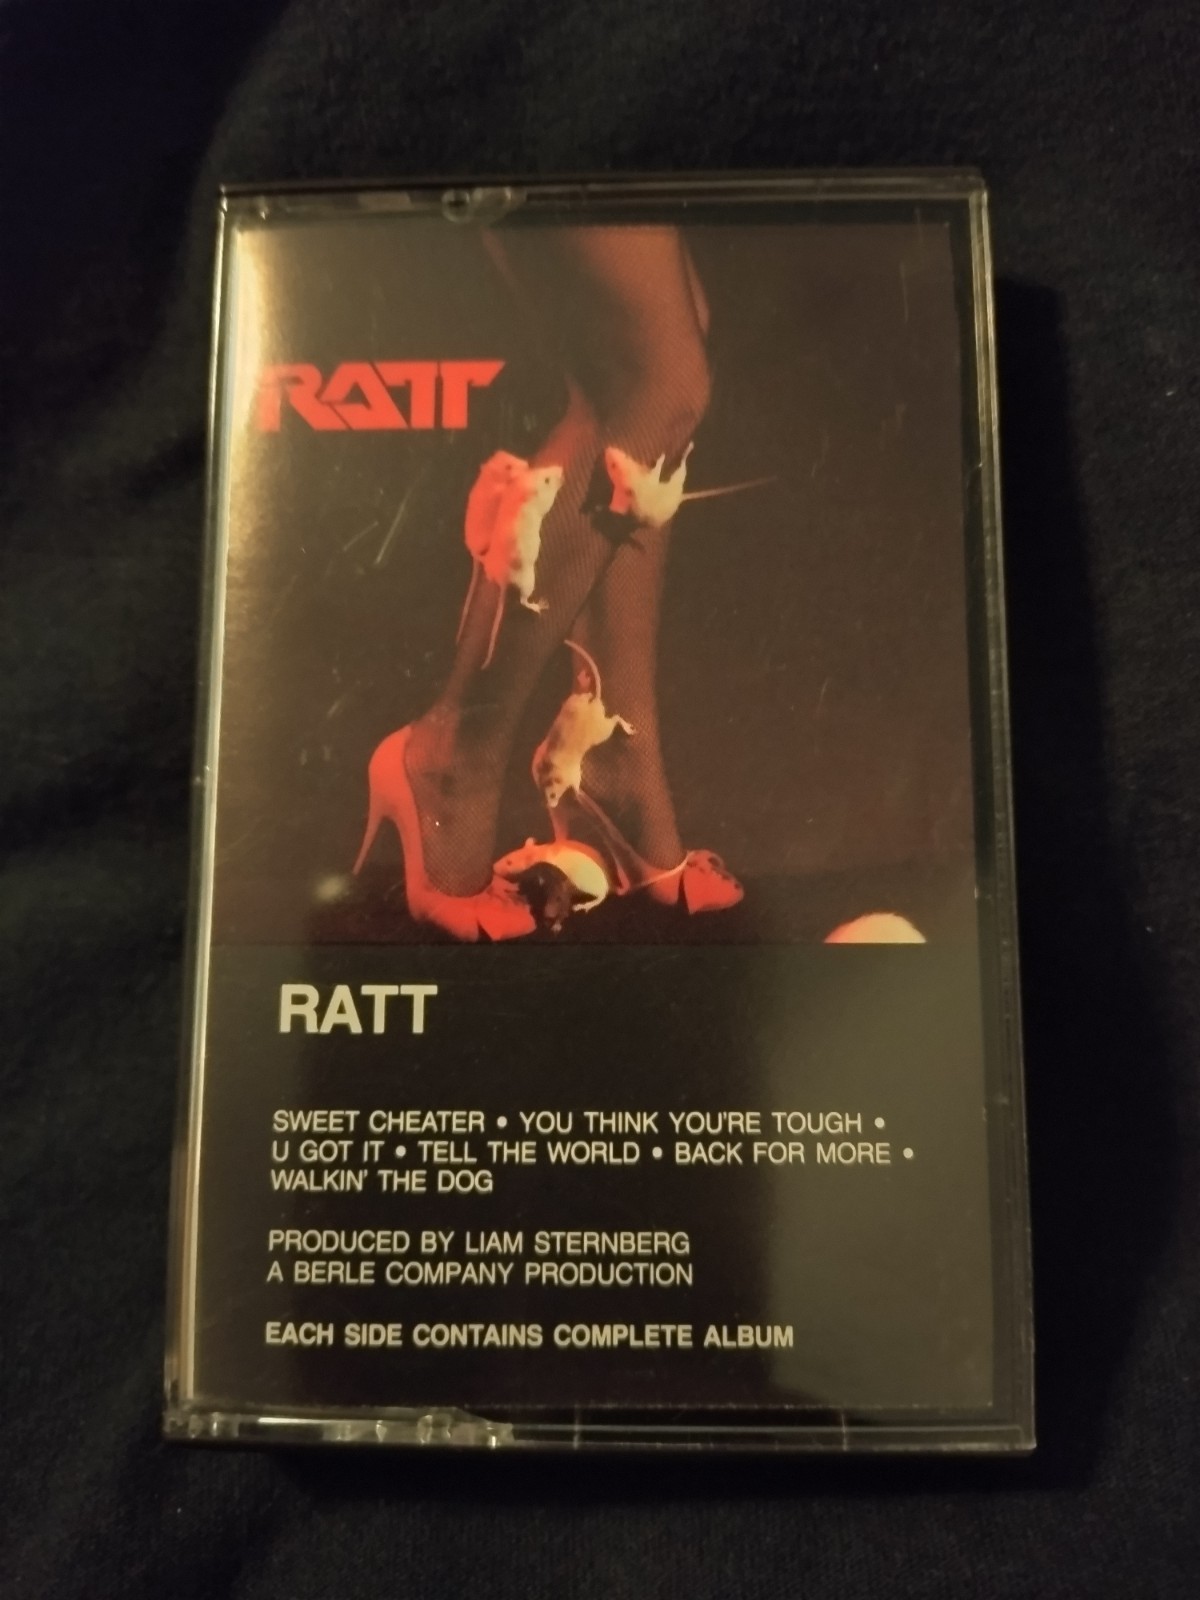 RATT
RATT
SWEET CHEATER • YOU THINK YOU'RE TOUGH •
U GOT IT • TELL THE WORLD • BACK FOR MORE •
WALKIN' THE DOG
PRODUCED BY LIAM STERNBERG
A BERLE COMPANY PRODUCTION
EACH SIDE CONTAINS COMPLETE ALBUM